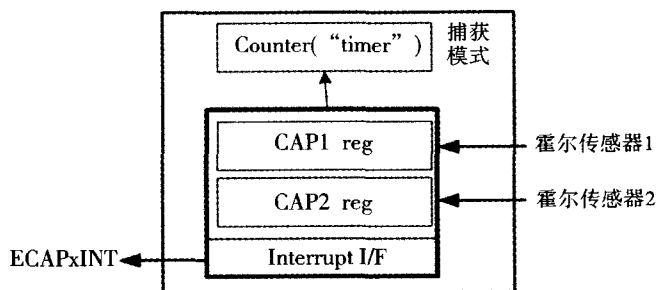 Counter(“timer”)
捕获
模式
CAP1 reg
霍尔传感器1
CAP2 reg
霍尔传感器2
ECAPxINT
Interrupt I/F